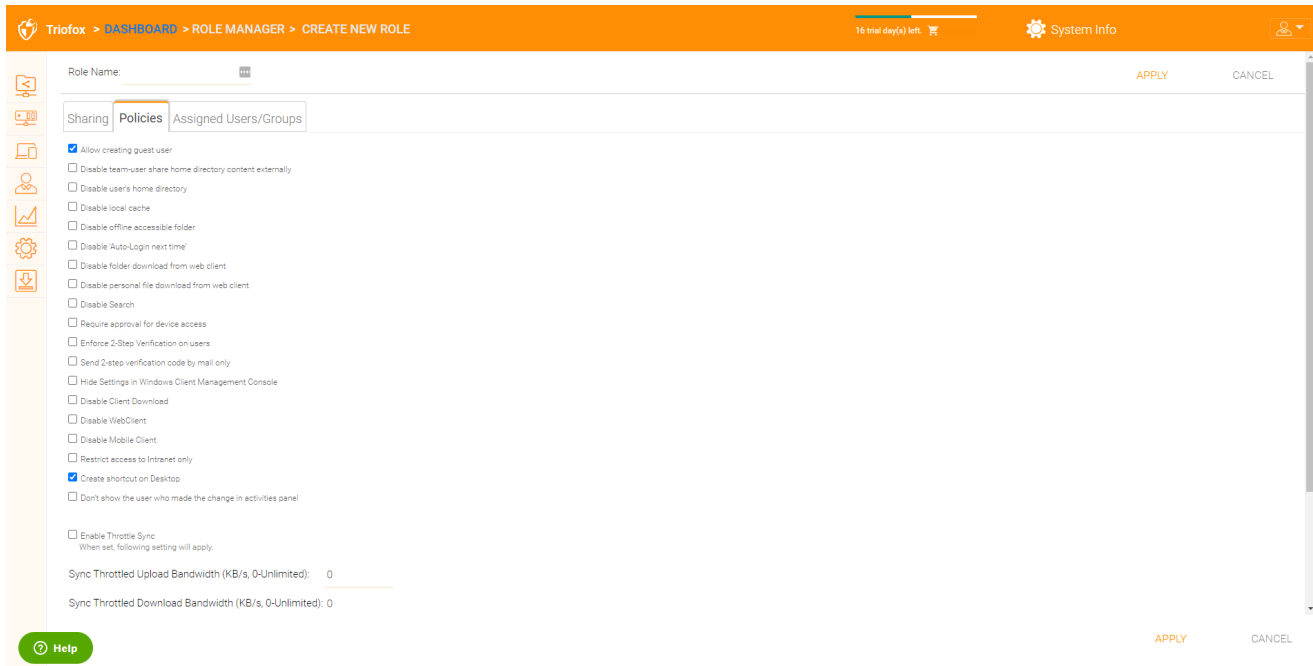 Triofox > DASHBOARD > ROLE MANAGER > CREATE NEW ROLE
16 trial day(s) left.
System Info
Role Name:
APPLY
CANCEL
Sharing
Policies
Assigned Users/Groups
Allow creating guest user
Disable team-user share home directory content externally
Disable user's home directory
Disable local cache
Disable offline accessible folder
Disable 'Auto-Login next time'
Disable folder download from web client
Disable personal file download from web client
Disable Search
Require approval for device access
Enforce 2-Step Verification on users
Send 2-step verification code by mail only
Hide Settings in Windows Client Management Console
Disable Client Download
Disable WebClient
Disable Mobile Client
Restrict access to Intranet only
Create shortcut on Desktop
Don't show the user who made the change in activities panel
Enable Throttle Sync
When set, following setting will apply.
Sync Throttled Upload Bandwidth (KB/s, 0-Unlimited): 0
Sync Throttled Download Bandwidth (KB/s, 0-Unlimited): 0
Help
APPLY
CANCEL